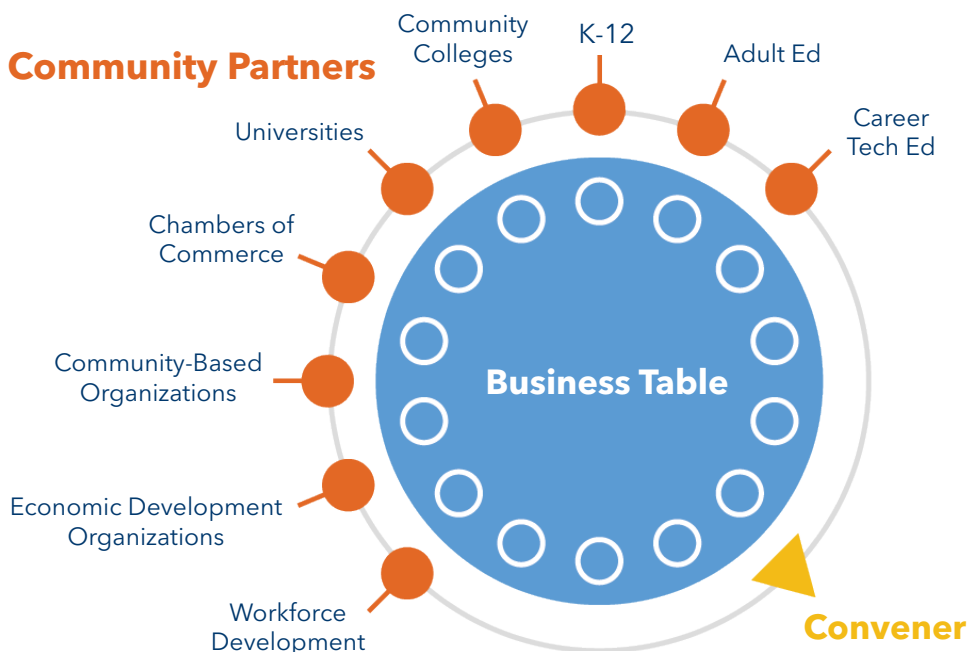 Community Partners
Community
Colleges
K-12
Adult Ed
Career
Tech Ed
Universities
Chambers of
Commerce
Community-Based
Organizations
Economic Development
Organizations
Workforce
Development
Business Table
Convener